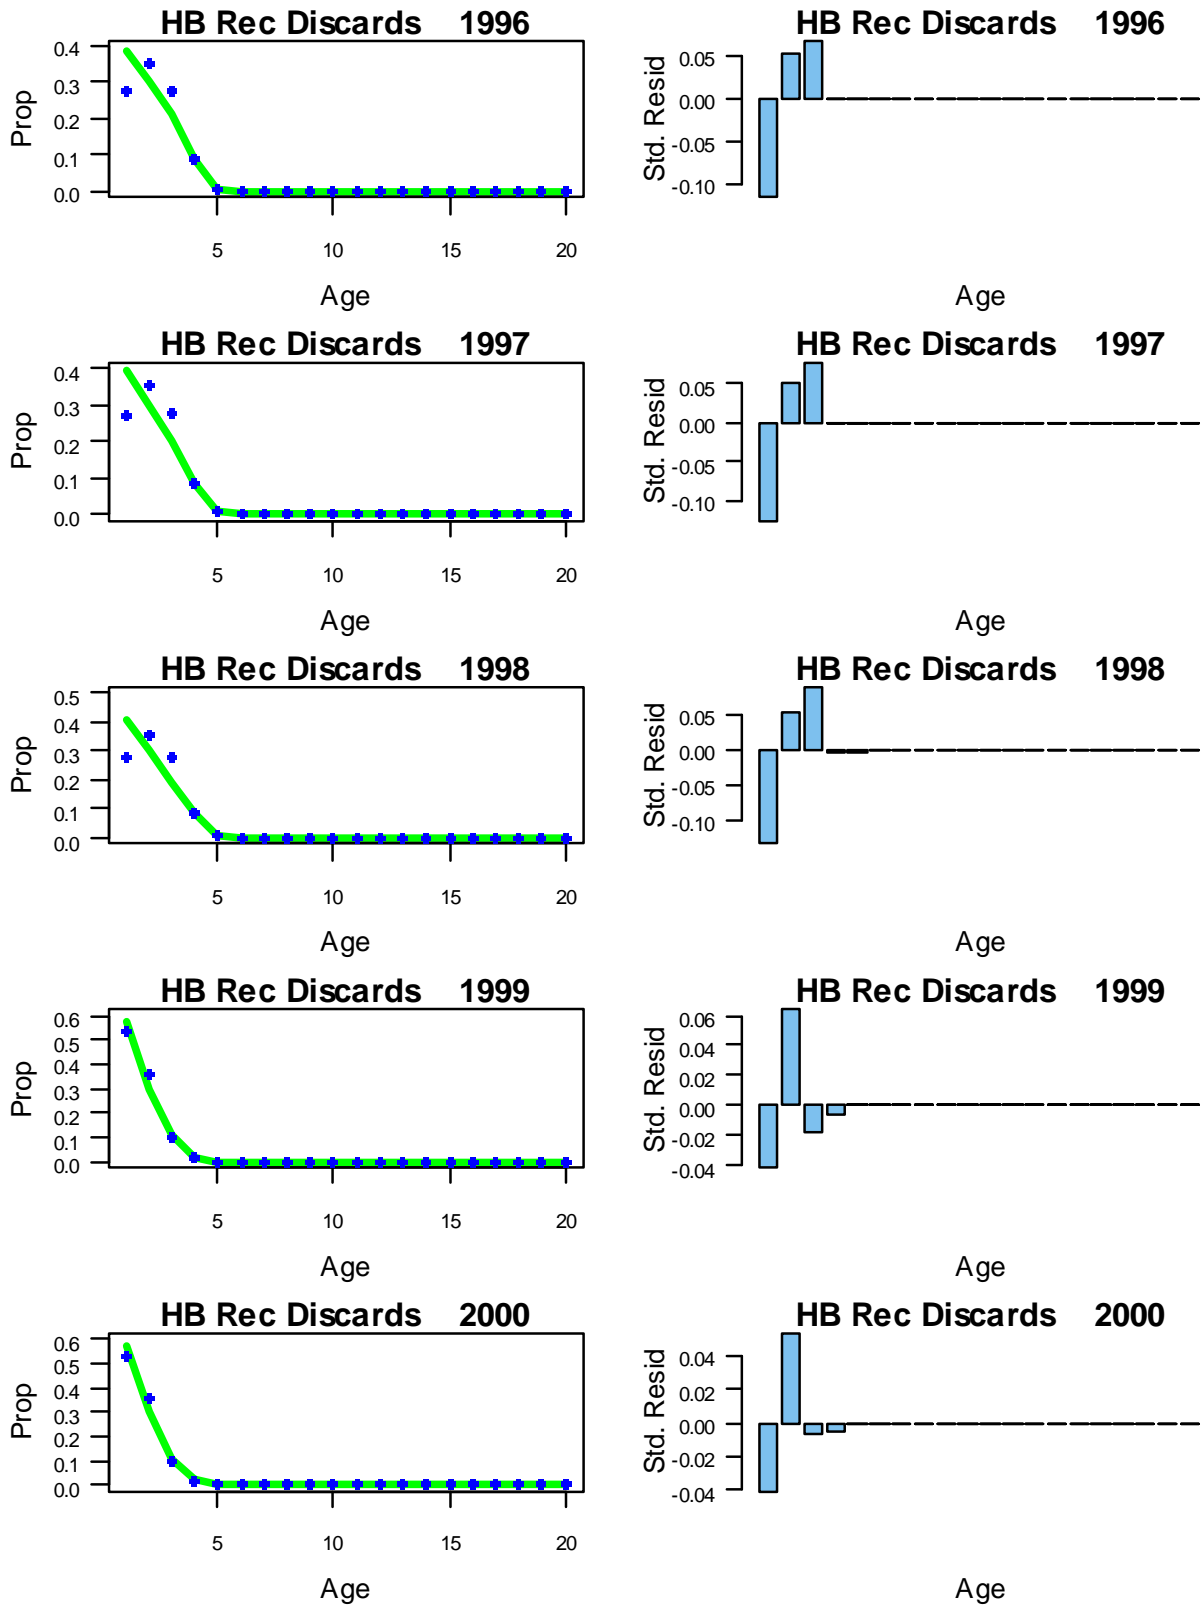 HB Rec Discards 1996
Prop
0.4
0.3
0.2
0.1
0.0
5 10 15 20
Age
HB Rec Discards 1996
Std. Resid
0.05
0.00
-0.05
-0.10
Age
HB Rec Discards 1997
Prop
0.4
0.3
0.2
0.1
0.0
5 10 15 20
Age
HB Rec Discards 1997
Std. Resid
0.05
0.00
-0.05
-0.10
Age
HB Rec Discards 1998
Prop
0.5
0.4
0.3
0.2
0.1
0.0
5 10 15 20
Age
HB Rec Discards 1998
Std. Resid
0.05
0.00
-0.05
-0.10
Age
HB Rec Discards 1999
Prop
0.6
0.5
0.4
0.3
0.2
0.1
0.0
5 10 15 20
Age
HB Rec Discards 1999
Std. Resid
0.06
0.04
0.02
0.00
-0.02
-0.04
Age
HB Rec Discards 2000
Prop
0.6
0.5
0.4
0.3
0.2
0.1
0.0
5 10 15 20
Age
HB Rec Discards 2000
Std. Resid
0.04
0.02
0.00
-0.02
-0.04
Age